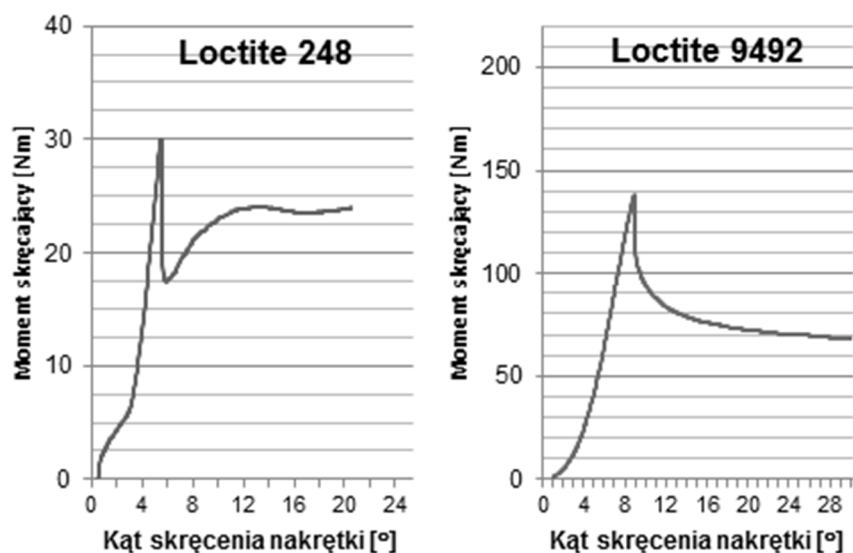 Loctite 248
Moment skręcający [Nm]
40
30
20
10
0
0 4 8 12 16 20 24
Kąt skręcenia nakrętki [°]
Loctite 9492
Moment skręcający [Nm]
200
150
100
50
0
0 4 8 12 16 20 24 28
Kąt skręcenia nakrętki [°]